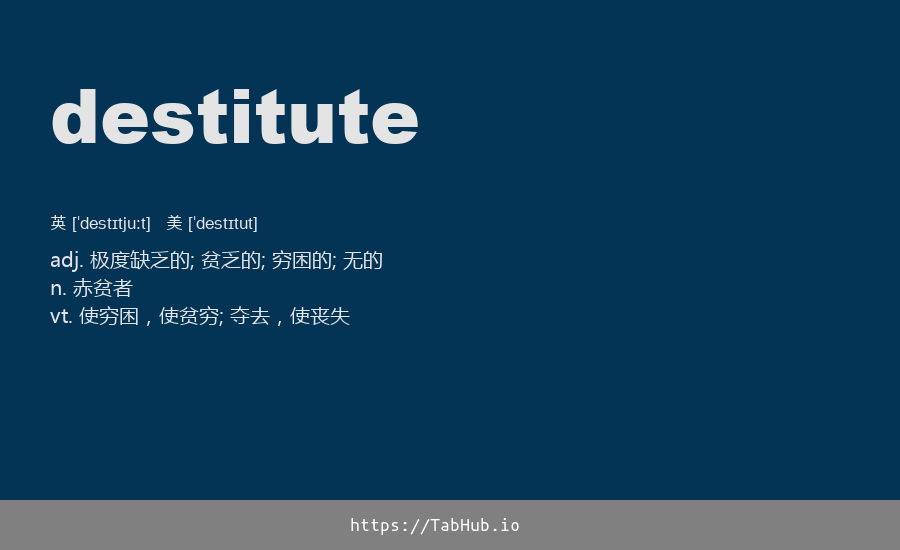 destitute
英 [ˈdestɪtjuːt] 美 [ˈdestɪtut]
adj. 极度缺乏的; 贫乏的; 穷困的; 无的
n. 赤贫者
vt. 使穷困，使贫穷; 夺去，使丧失
https://TabHub.io